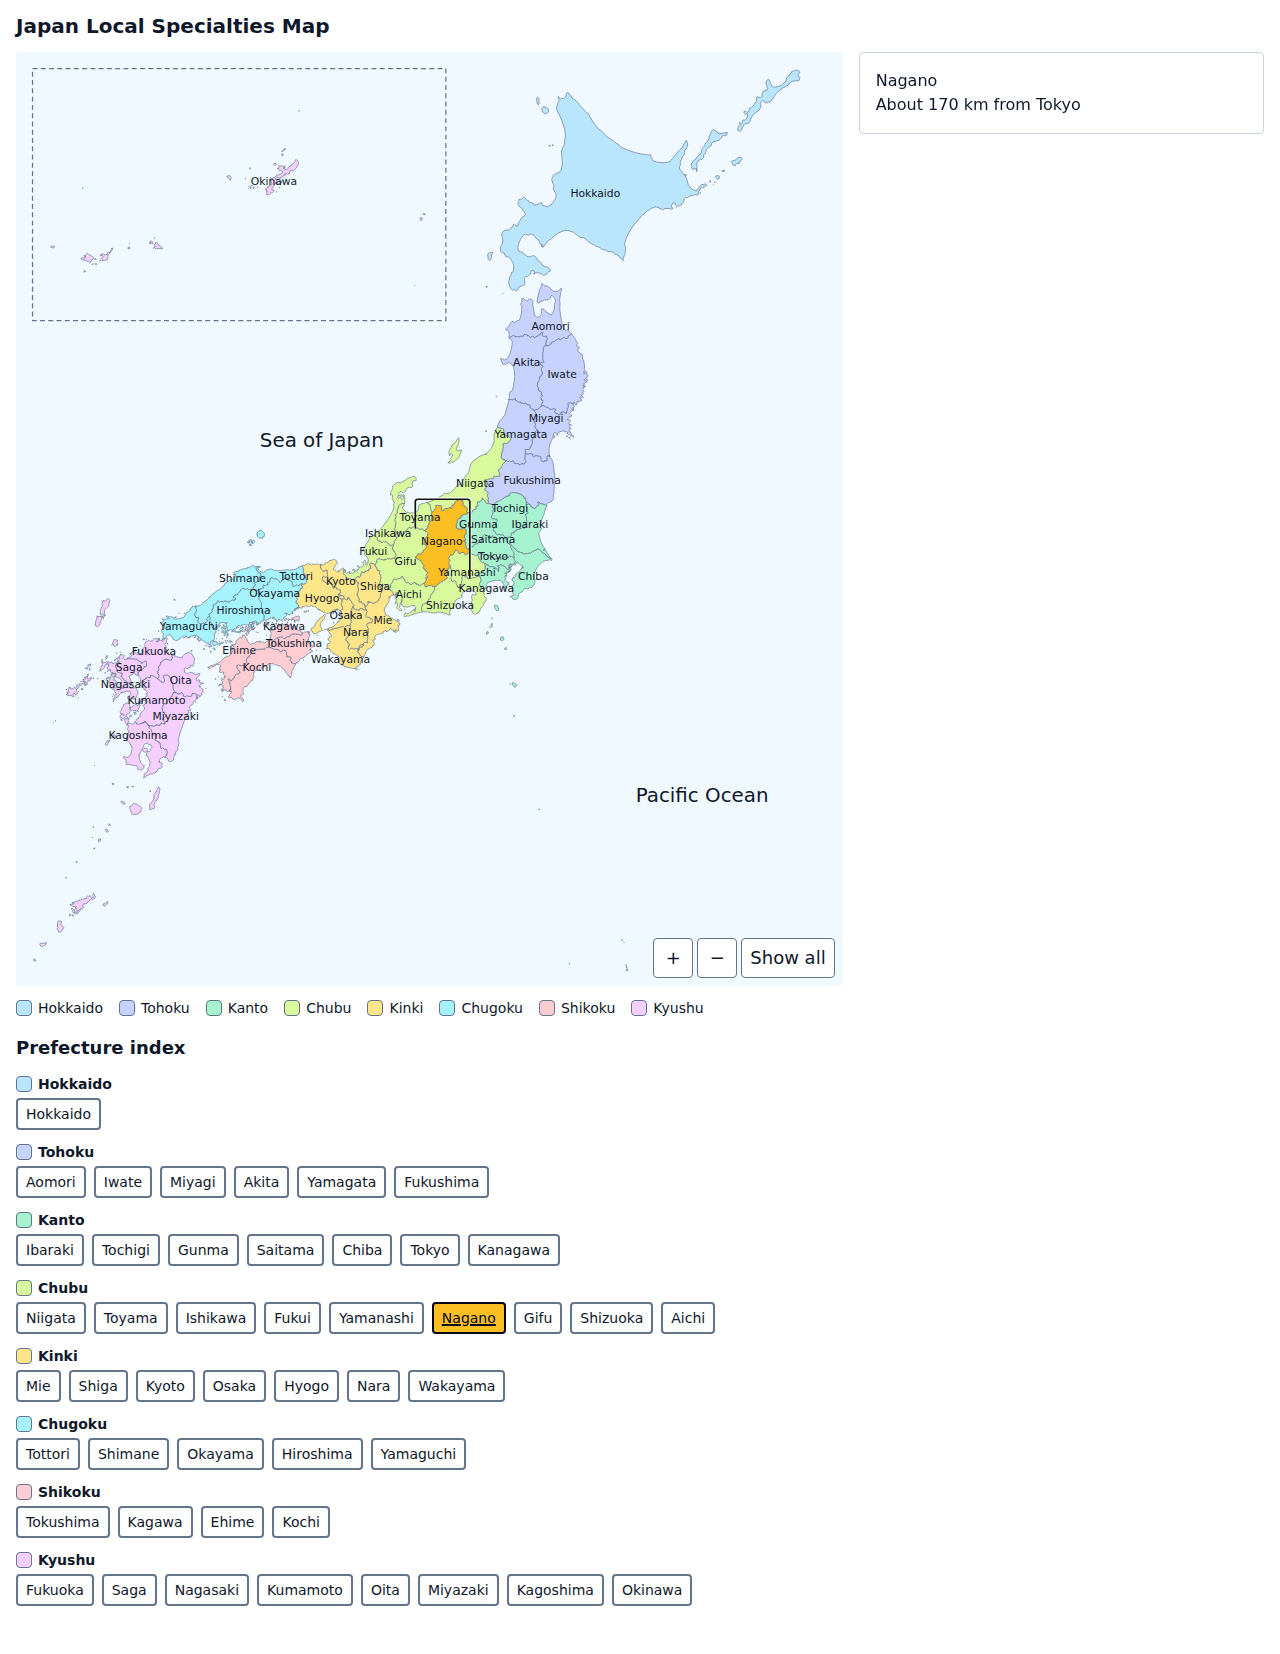 Japan Local Specialties Map
Nagano
About 170 km from Tokyo
Okinawa
Hokkaido
Aomori
Akita
Iwate
Miyagi
Yamagata
Sea of Japan
Niigata
Fukushima
Tochigi
Toyama
Gunma
Ibaraki
Ishikawa
Nagano
Saitama
Fukui
Tokyo
Gifu
Yamanashi
Chiba
Shimane
Tottori
Kyoto
Shiga
Kanagawa
Okayama
Hyogo
Aichi
Shizuoka
Hiroshima
Osaka
Mie
Yamaguchi
Kagawa
Nara
Tokushima
Ehime
Fukuoka
Wakayama
Saga
Kochi
Nagasaki
Oita
Kumamoto
Miyazaki
Kagoshima
Pacific Ocean
+ − Show all
Hokkaido Tohoku Kanto Chubu Kinki Chugoku Shikoku Kyushu
Prefecture index
Hokkaido
Hokkaido
Tohoku
Aomori Iwate Miyagi Akita Yamagata Fukushima
Kanto
Ibaraki Tochigi Gunma Saitama Chiba Tokyo Kanagawa
Chubu
Niigata Toyama Ishikawa Fukui Yamanashi Nagano Gifu Shizuoka Aichi
Kinki
Mie Shiga Kyoto Osaka Hyogo Nara Wakayama
Chugoku
Tottori Shimane Okayama Hiroshima Yamaguchi
Shikoku
Tokushima Kagawa Ehime Kochi
Kyushu
Fukuoka Saga Nagasaki Kumamoto Oita Miyazaki Kagoshima Okinawa